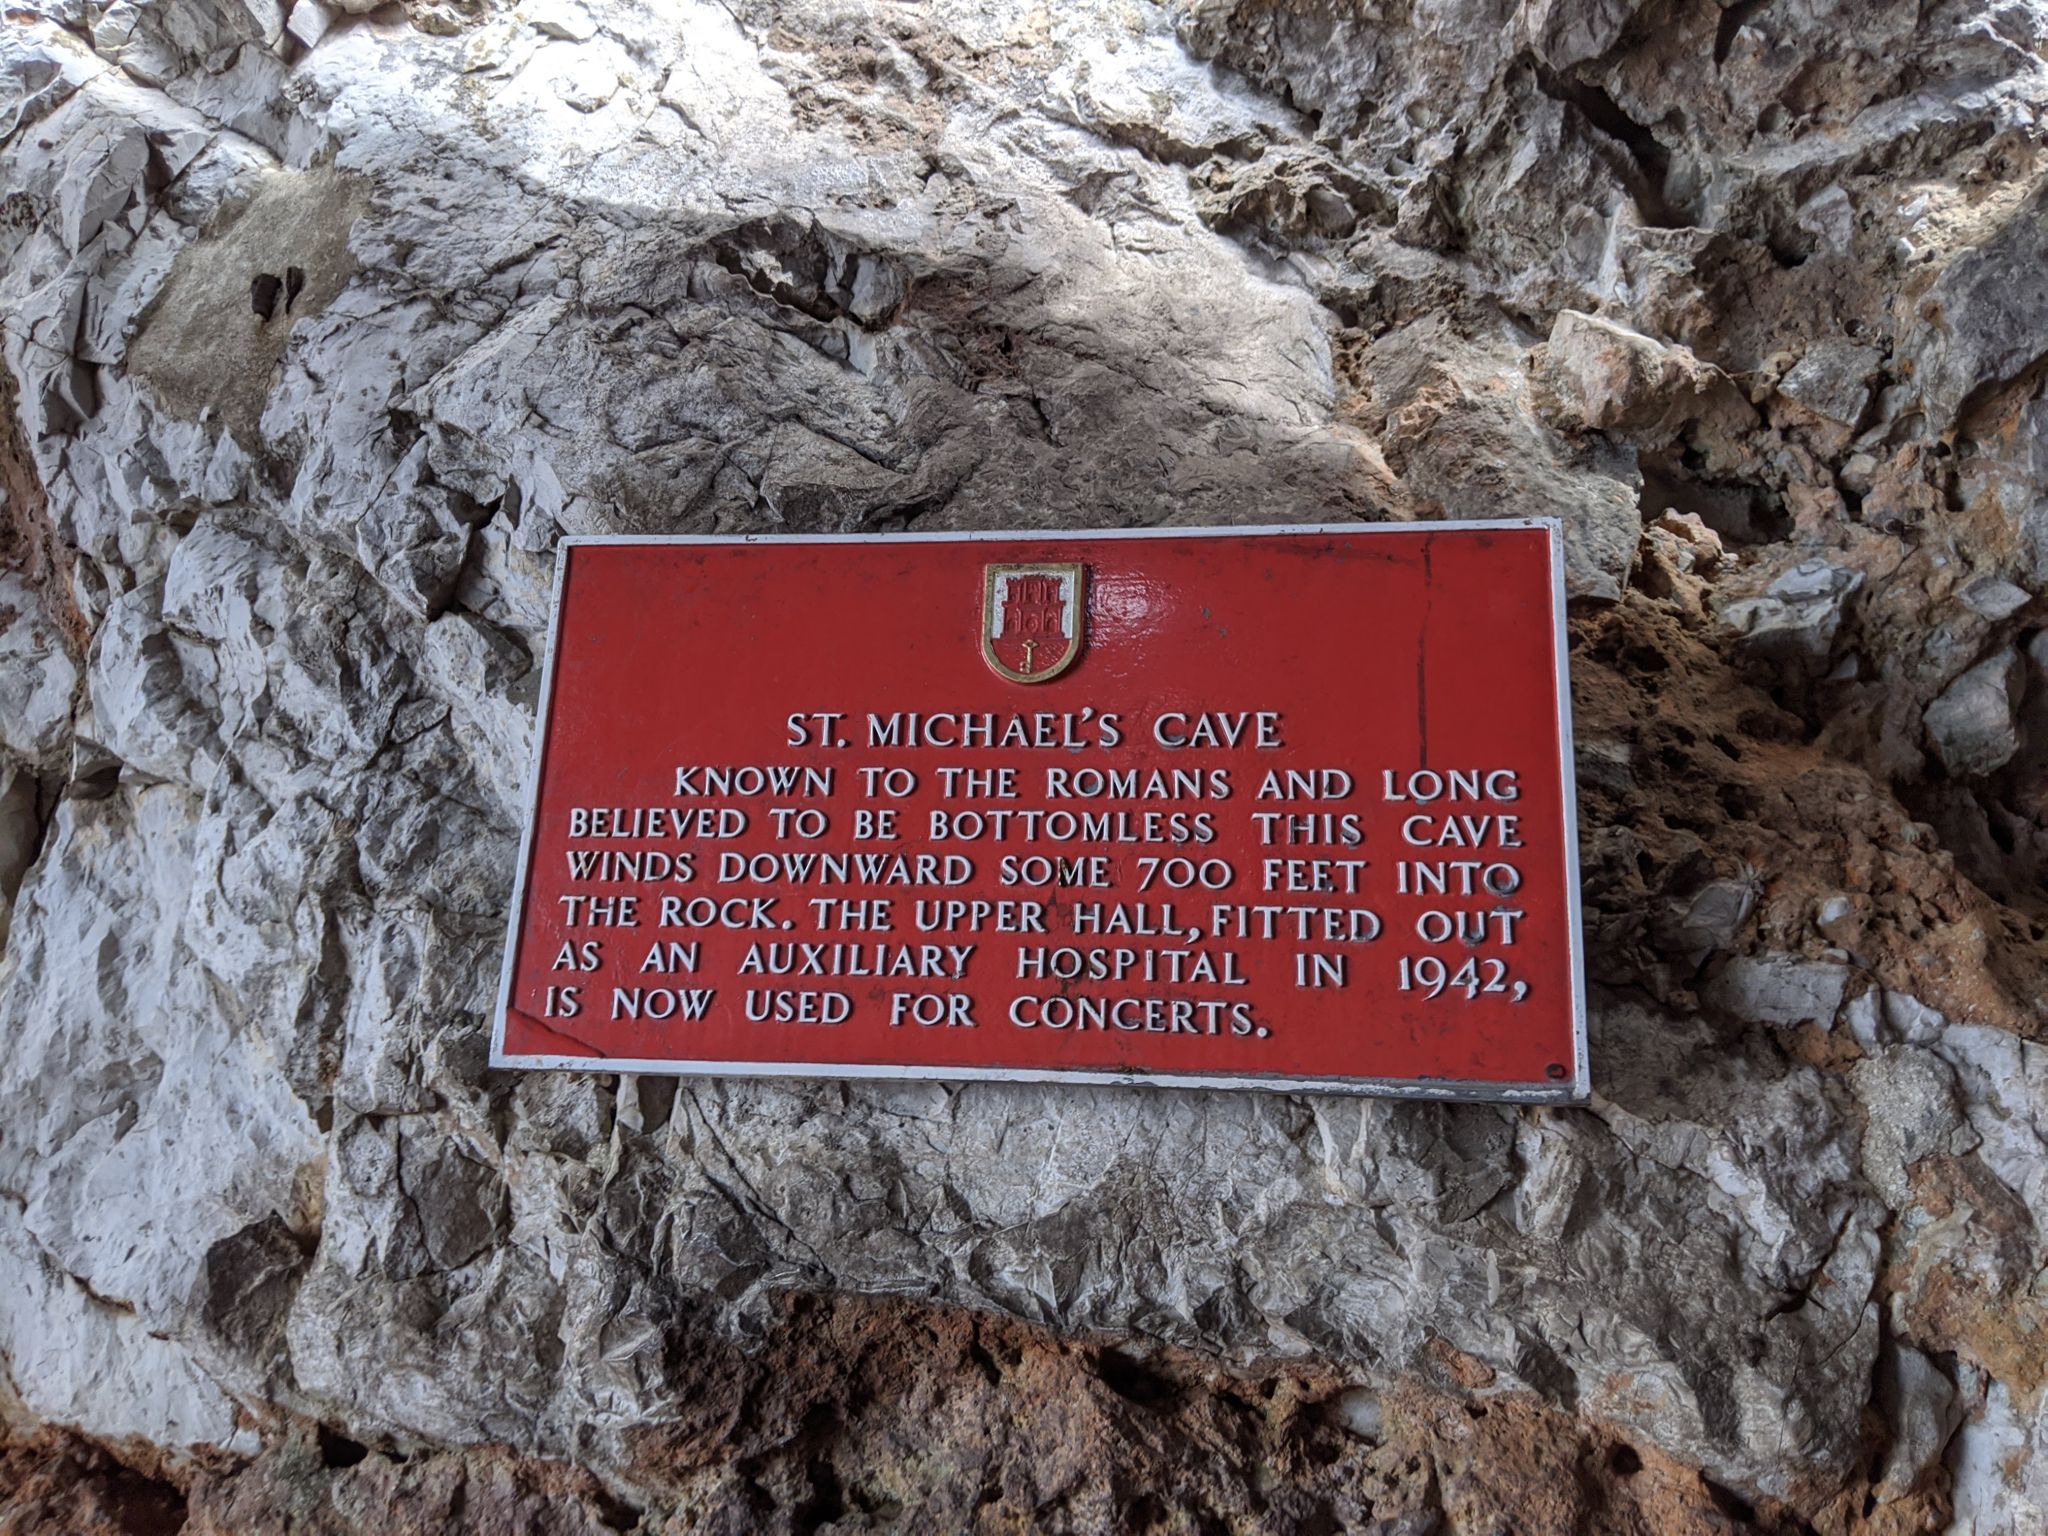 ST. MICHAEL'S CAVE
KNOWN TO THE ROMANS AND LONG
BELIEVED TO BE BOTTOMLESS THIS CAVE
WINDS DOWNWARD SOME 700 FEET INTO
THE ROCK. THE UPPER HALL, FITTED OUT
AS AN AUXILIARY HOSPITAL IN 1942,
IS NOW USED FOR CONCERTS.